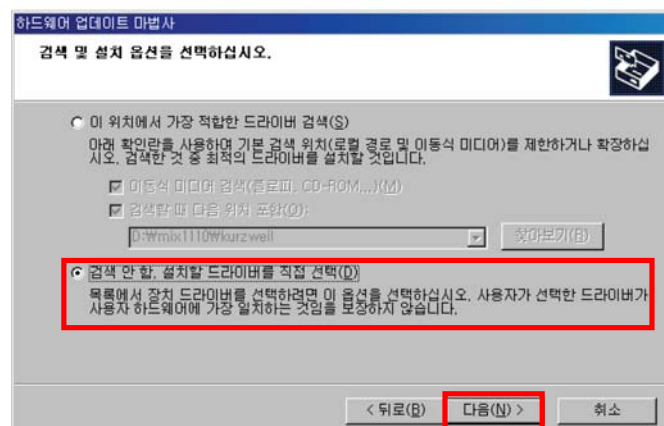 하드웨어 업데이트 마법사
검색 및 설치 옵션을 선택하십시오.
이 위치에서 가장 적합한 드라이버 검색(S)
아래 확인란을 사용하여 기본 검색 위치(로컬 경로 및 이동식 미디어)를 제한하거나 확장하십
시오. 검색한 것 중 최적의 드라이버를 설치할 것입니다.
이동식 미디어 검색(플로피, CD-ROM...)(M)
검색할 때 다음 위치 포함(O):
D:₩mix1110₩kurzweil
찾아보기(R)
검색 안 함. 설치할 드라이버를 직접 선택(D)
목록에서 장치 드라이버를 선택하려면 이 옵션을 선택하십시오. 사용자가 선택한 드라이버가
사용자 하드웨어에 가장 일치하는 것임을 보장하지 않습니다.
< 뒤로(B) 다음(N) > 취소